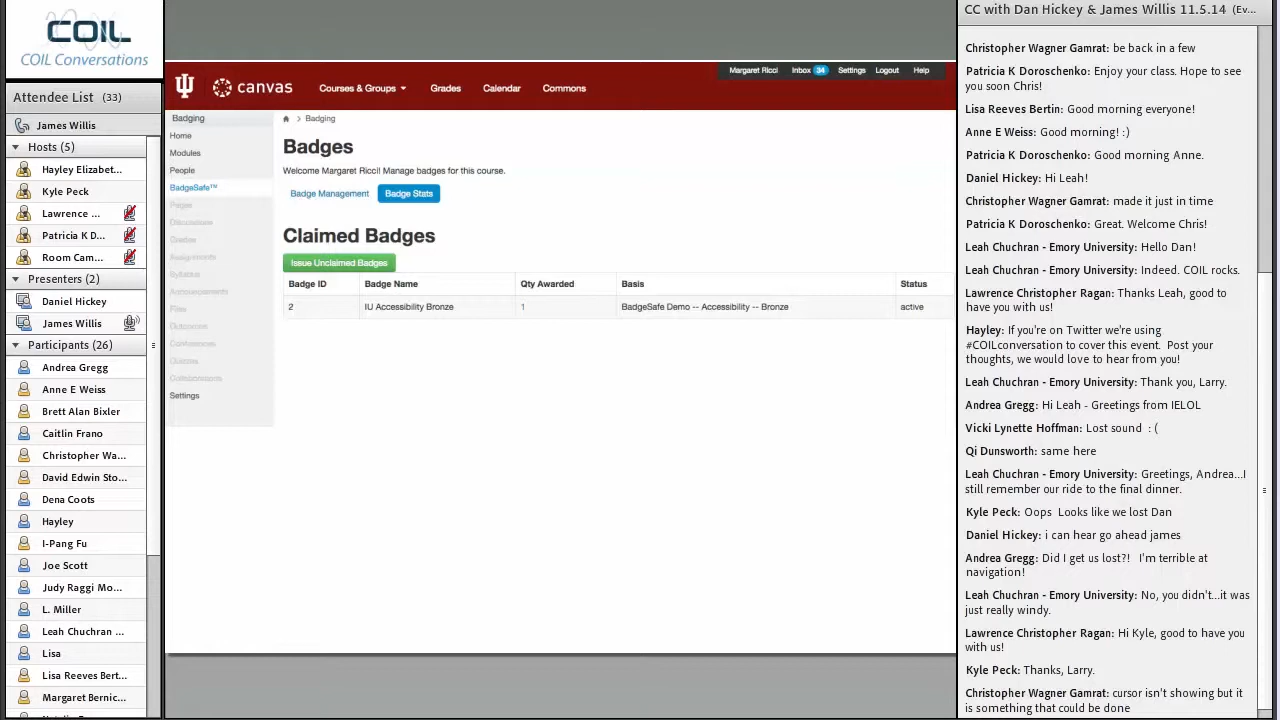 COIL
COIL Conversations
Attendee List (33)
James Willis
Hosts (5)
Hayley Elizabet...
Kyle Peck
Lawrence ...
Patricia K D...
Room Cam...
Presenters (2)
Daniel Hickey
James Willis
Participants (26)
Andrea Gregg
Anne E Weiss
Brett Alan Bixler
Caitlin Frano
Christopher Wa...
David Edwin Sto...
Dena Coots
Hayley
I-Pang Fu
Joe Scott
Judy Raggi Mo...
L. Miller
Leah Chuchran ...
Lisa
Lisa Reeves Bert...
Margaret Bernic...
Margaret Ricci Inbox 34 Settings Logout Help
canvas Courses & Groups Grades Calendar Commons
Badging
Home
Modules
People
BadgeSafe™
Pages
Discussions
Grades
Assignments
Syllabus
Announcements
Files
Outcomes
Conferences
Quizzes
Collaborations
Settings
> Badging
Badges
Welcome Margaret Ricci! Manage badges for this course.
Badge Management Badge Stats
Claimed Badges
Issue Unclaimed Badges
Badge ID Badge Name Qty Awarded Basis Status
2 IU Accessibility Bronze 1 BadgeSafe Demo -- Accessibility -- Bronze active
CC with Dan Hickey & James Willis 11.5.14 (Ev...
Christopher Wagner Gamrat: be back in a few
Patricia K Doroschenko: Enjoy your class. Hope to see
you soon Chris!
Lisa Reeves Bertin: Good morning everyone!
Anne E Weiss: Good morning! :)
Patricia K Doroschenko: Good morning Anne.
Daniel Hickey: Hi Leah!
Christopher Wagner Gamrat: made it just in time
Patricia K Doroschenko: Great. Welcome Chris!
Leah Chuchran - Emory University: Hello Dan!
Leah Chuchran - Emory University: Indeed. COIL rocks.
Lawrence Christopher Ragan: Hello Leah, good to
have you with us!
Hayley: If you're on Twitter we're using
#COILconversation to cover this event. Post your
thoughts, we would love to hear from you!
Leah Chuchran - Emory University: Thank you, Larry.
Andrea Gregg: Hi Leah - Greetings from IELOL
Vicki Lynette Hoffman: Lost sound : (
Qi Dunsworth: same here
Leah Chuchran - Emory University: Greetings, Andrea...I
still remember our ride to the final dinner.
Kyle Peck: Oops Looks like we lost Dan
Daniel Hickey: i can hear go ahead james
Andrea Gregg: Did I get us lost?! I'm terrible at
navigation!
Leah Chuchran - Emory University: No, you didn't...it was
just really windy.
Lawrence Christopher Ragan: Hi Kyle, good to have you
with us!
Kyle Peck: Thanks, Larry.
Christopher Wagner Gamrat: cursor isn't showing but it
is something that could be done